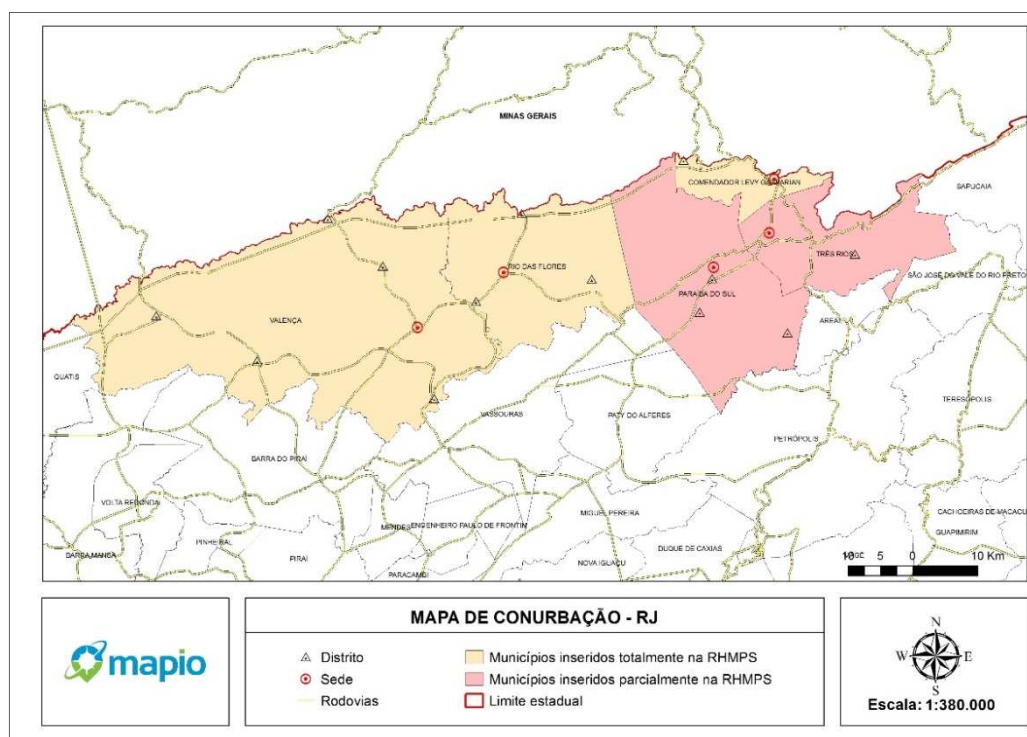 MINAS GERAIS
COMENDADOR LEVY GASPARIAN
SAPUCAIA
RIO DAS FLORES
TRÊS RIOS
SÃO JOSÉ DO VALE DO RIO PRETO
PARAÍBA DO SUL
VALENÇA
AREAL
QUATIS
TERESÓPOLIS
VASSOURAS
PATY DO ALFERES
PETRÓPOLIS
BARRA DO PIRAÍ
VOLTA REDONDA
CACHOEIRAS DE MACACU
MIGUEL PEREIRA
MENDES
ENGENHEIRO PAULO DE FRONTIN
GUAPIMIRIM
PINHEIRAL
DUQUE DE CAXIAS
BARRA MANSA
PIRAÍ
NOVA IGUAÇU
PARACAMBI
10 5 0 10 Km
mapio
MAPA DE CONURBAÇÃO - RJ
Distrito
Sede
Rodovias
Municípios inseridos totalmente na RHMPS
Municípios inseridos parcialmente na RHMPS
Limite estadual
N
W E
S
Escala: 1:380.000